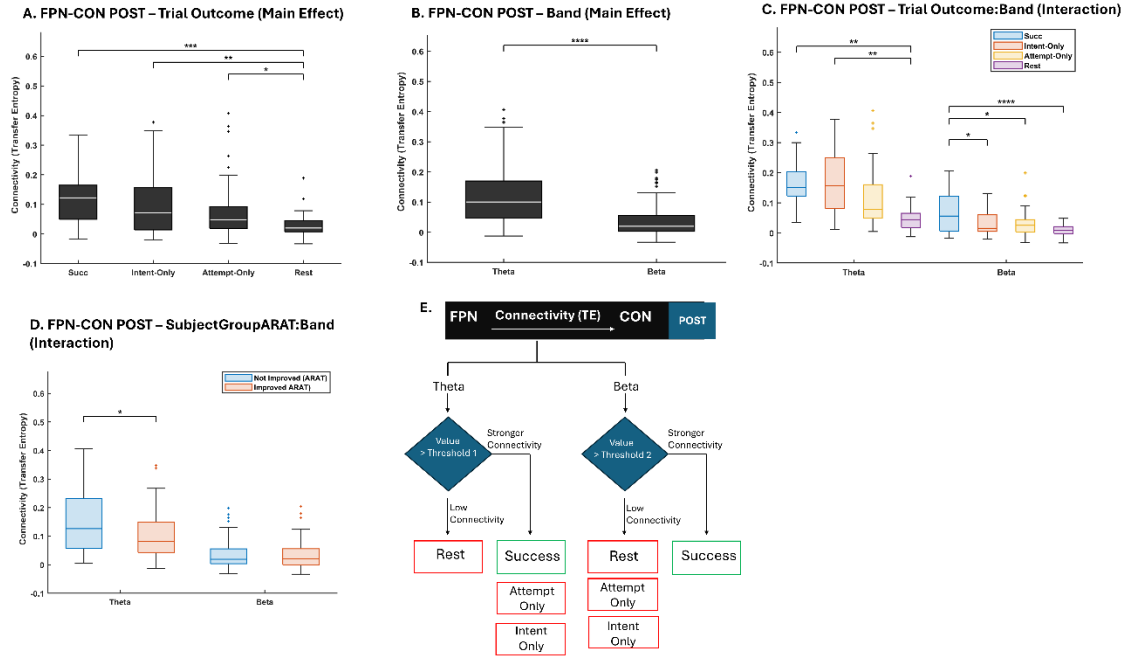 A. FPN-CON POST – Trial Outcome (Main Effect)
***
**
*
Connectivity (Transfer Entropy)
0.6
0.5
0.4
0.3
0.2
0.1
0
-0.1
Succ
Intent-Only
Attempt-Only
Rest
B. FPN-CON POST – Band (Main Effect)
****
Connectivity (Transfer Entropy)
0.6
0.5
0.4
0.3
0.2
0.1
0
-0.1
Theta
Beta
C. FPN-CON POST – Trial Outcome:Band (Interaction)
Succ
Intent-Only
Attempt-Only
Rest
**
**
****
*
*
Connectivity (Transfer Entropy)
0.6
0.5
0.4
0.3
0.2
0.1
0
-0.1
Theta
Beta
D. FPN-CON POST – SubjectGroupARAT:Band
(Interaction)
Not Improved (ARAT)
Improved ARAT)
*
Connectivity (Transfer Entropy)
0.6
0.5
0.4
0.3
0.2
0.1
0
-0.1
Theta
Beta
E.
FPN Connectivity (TE) CON POST
Theta
Beta
Value
> Threshold 1
Stronger
Connectivity
Value
> Threshold 2
Stronger
Connectivity
Low
Connectivity
Low
Connectivity
Rest
Success
Rest
Success
Attempt
Only
Attempt
Only
Intent
Only
Intent
Only